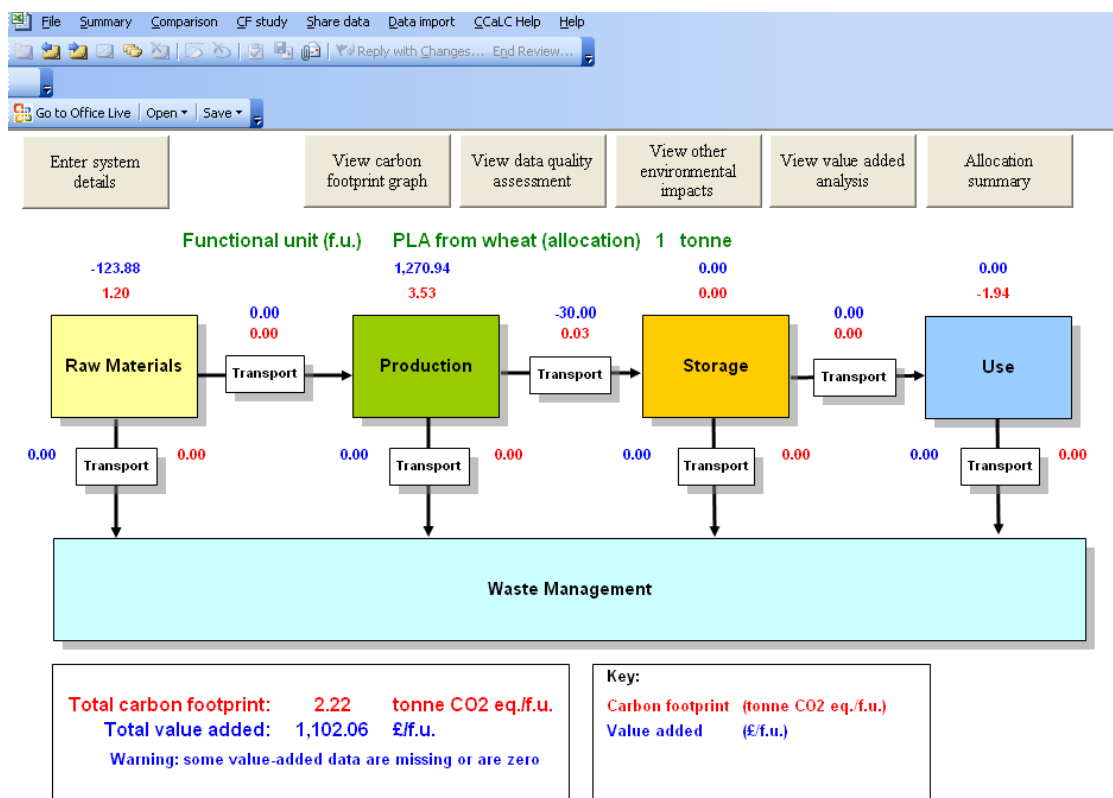 File Summary Comparison CF study Share data Data import CCaLC Help Help
Reply with Changes... End Review...
Go to Office Live Open Save
Enter system
details
View carbon
footprint graph
View data quality
assessment
View other
environmental
impacts
View value added
analysis
Allocation
summary
Functional unit (f.u.) PLA from wheat (allocation) 1 tonne
-123.88 1,270.94 0.00 0.00
1.20 3.53 0.00 -1.94
0.00 -30.00 0.00
0.00 0.03 0.00
Raw Materials Transport Production Transport Storage Transport Use
0.00 Transport 0.00 0.00 Transport 0.00 0.00 Transport 0.00 0.00 Transport 0.00
Waste Management
Total carbon footprint: 2.22 tonne CO2 eq./f.u.
Total value added: 1,102.06 £/f.u.
Warning: some value-added data are missing or are zero
Key:
Carbon footprint (tonne CO2 eq./f.u.)
Value added (£/f.u.)